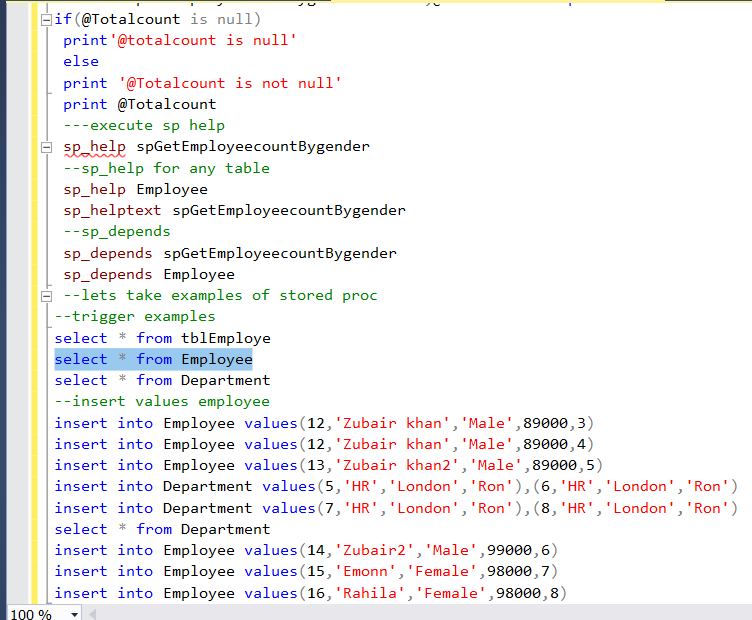 if(@Totalcount is null)
print'@totalcount is null'
else
print '@Totalcount is not null'
print @Totalcount
---execute sp help
sp_help spGetEmployeecountBygender
--sp_help for any table
sp_help Employee
sp_helptext spGetEmployeecountBygender
--sp_depends
sp_depends spGetEmployeecountBygender
sp_depends Employee
--lets take examples of stored proc
--trigger examples
select * from tblEmploye
select * from Employee
select * from Department
--insert values employee
insert into Employee values(12,'Zubair khan','Male',89000,3)
insert into Employee values(12,'Zubair khan','Male',89000,4)
insert into Employee values(13,'Zubair khan2','Male',89000,5)
insert into Department values(5,'HR','London','Ron'),(6,'HR','London','Ron')
insert into Department values(7,'HR','London','Ron'),(8,'HR','London','Ron')
select * from Department
insert into Employee values(14,'Zubair2','Male',99000,6)
insert into Employee values(15,'Emonn','Female',98000,7)
insert into Employee values(16,'Rahila','Female',98000,8)
100 %